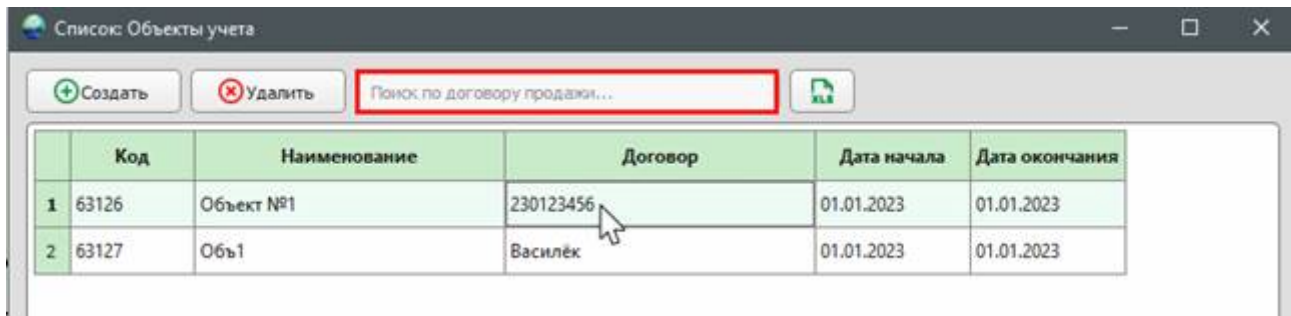 Список: Объекты учета
Создать Удалить Поиск по договору продажи... XLS
Код Наименование Договор Дата начала Дата окончания
1 63126 Объект №1 230123456 01.01.2023 01.01.2023
2 63127 Объ1 Василёк 01.01.2023 01.01.2023